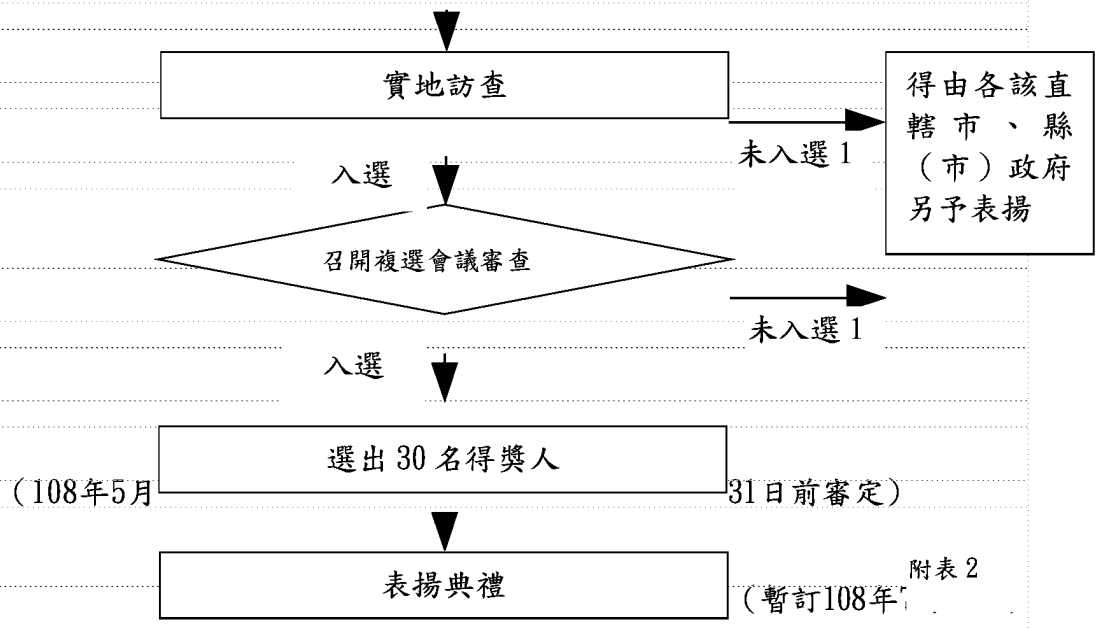 實地訪查
得由各該直
轄市、縣
（市）政府
另予表揚
未入選 1
入選
召開複選會議審查
未入選 1
入選
選出 30 名得獎人
（108年5月
31日前審定）
表揚典禮
附表 2
（暫訂108年